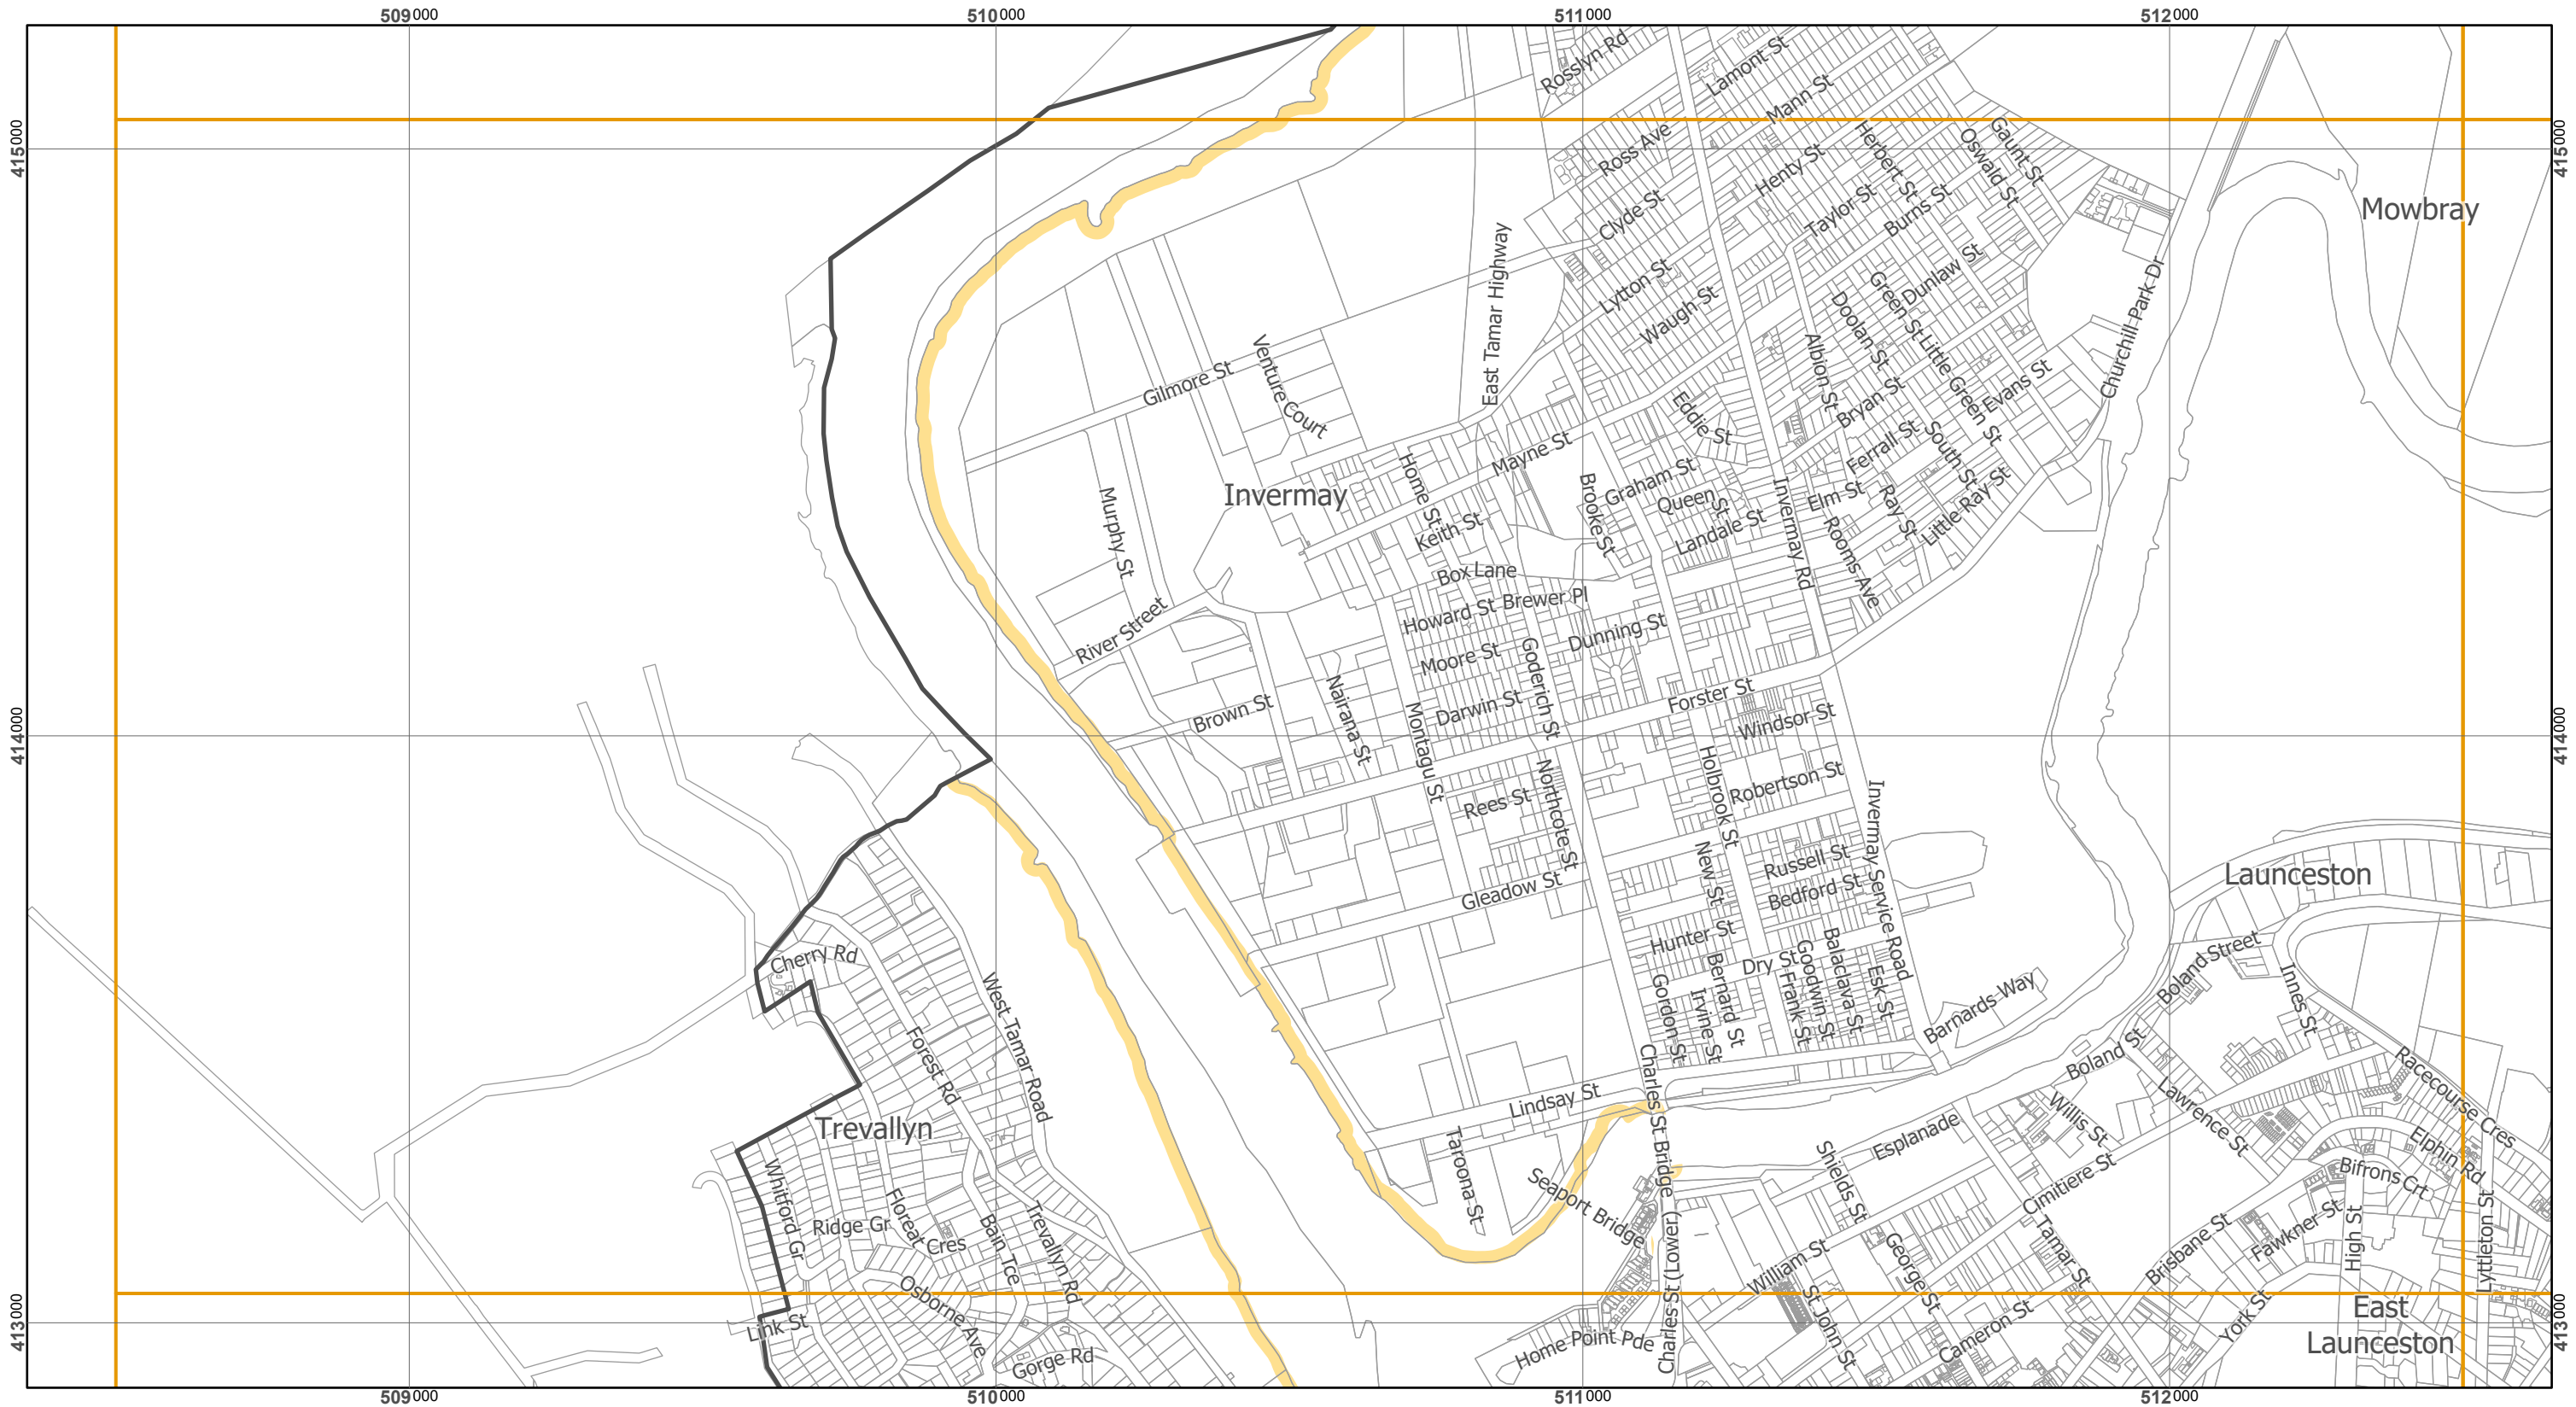 509000
510000
511000
512000
415000
415000
Rosslyn Rd
Lamont St
Mann St
Ross Ave
Henty St
Herbert St
Oswald St
Gaunt St
Mowbray
Clyde St
Taylor St
Burns St
East Tamar Highway
Lytton St
Waugh St
Green St
Dunlaw St
Doolan St
Churchill Park Dr
Gilmore St
Venture Court
Albion St
Little Green St
Evans St
Eddie St
Bryan St
Ferrall St
South St
Mayne St
Home St
Invermay
Graham St
Queen St
Brooke St
Invermay Rd
Elm St
Ray St
Little Ray St
Murphy St
Keith St
Landale St
Rooms Ave
Box Lane
Howard St
Brewer Pl
River Street
Dunning St
Moore St
Goderich St
Brown St
Nairana St
Darwin St
Montagu St
Forster St
Windsor St
414000
414000
Rees St
Northcote St
Holbrook St
Robertson St
Invermay Service Road
Russell St
New St
Bedford St
Gleadow St
Launceston
Hunter St
Balaclava St
Dry St
Goodwin St
Boland Street
Cherry Rd
Bernard St
Frank St
Esk St
Innes St
West Tamar Road
Gordon St
Irvine St
Barnards Way
Forest Rd
Boland St
Racecourse Cres
Lindsay St
Charles St Bridge
Lawrence St
Willis St
Trevallyn
Esplanade
Elphin Rd
Taroona St
Shields St
Cimitiere St
Bifrons Crt
Seaport Bridge
Whitford Gr
Floreat Cres
Ridge Gr
Bain Tce
Trevallyn Rd
Lyttleton St
Fawkner St
High St
Tamar St
Brisbane St
George St
William St
Charles St (Lower)
Osborne Ave
St John St
York St
East
Launceston
Cameron St
Link St
Home Point Pde
Gorge Rd
413000
413000
509000
510000
511000
512000